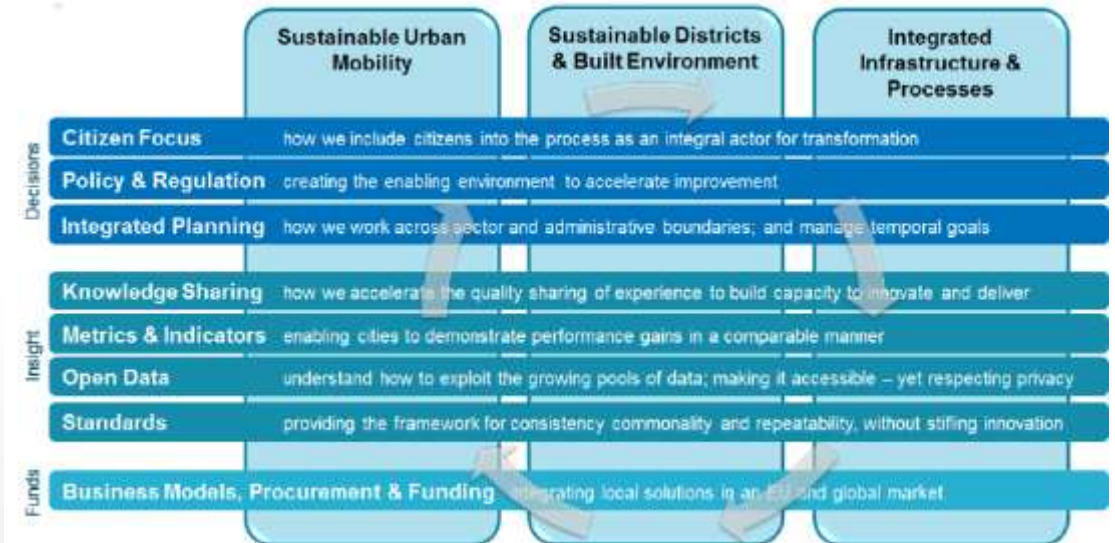 Sustainable Urban
Mobility
Sustainable Districts
& Built Environment
Integrated
Infrastructure &
Processes
Decisions
Citizen Focus how we include citizens into the process as an integral actor for transformation
Policy & Regulation creating the enabling environment to accelerate improvement
Integrated Planning how we work across sector and administrative boundaries; and manage temporal goals
Insight
Knowledge Sharing how we accelerate the quality sharing of experience to build capacity to innovate and deliver
Metrics & Indicators enabling cities to demonstrate performance gains in a comparable manner
Open Data understand how to exploit the growing pools of data; making it accessible – yet respecting privacy
Standards providing the framework for consistency commonality and repeatability, without stifling innovation
Funds
Business Models, Procurement & Funding integrating local solutions in an EU and global market